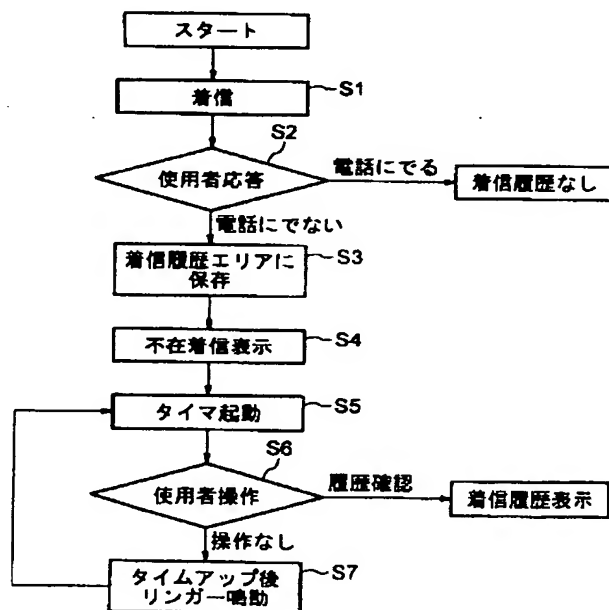 スタート
着信
S1
S2
使用者応答
電話にでる
着信履歴なし
電話にでない
着信履歴エリアに
保存
S3
不在着信表示
S4
タイマ起動
S5
S6
使用者操作
履歴確認
着信履歴表示
操作なし
タイムアップ後
リンガー鳴動
S7